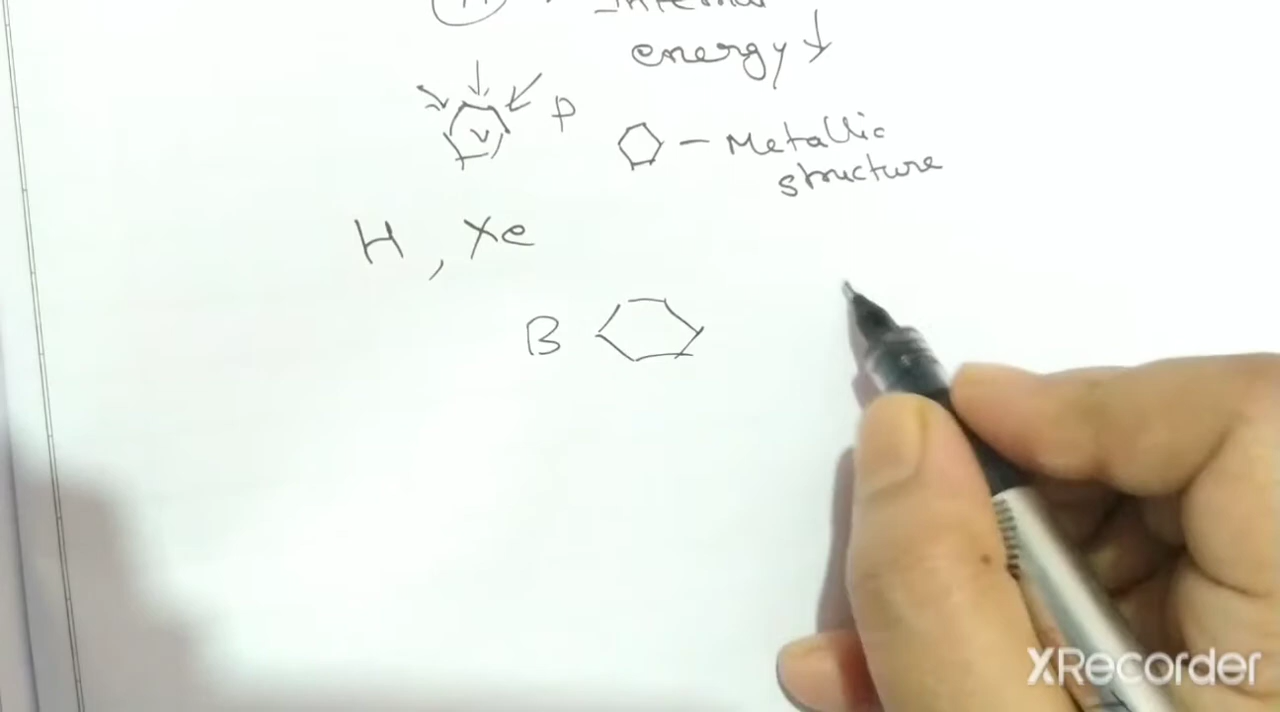 energy ↓
V P
- Metallic
structure
H, Xe
B
XRecorder